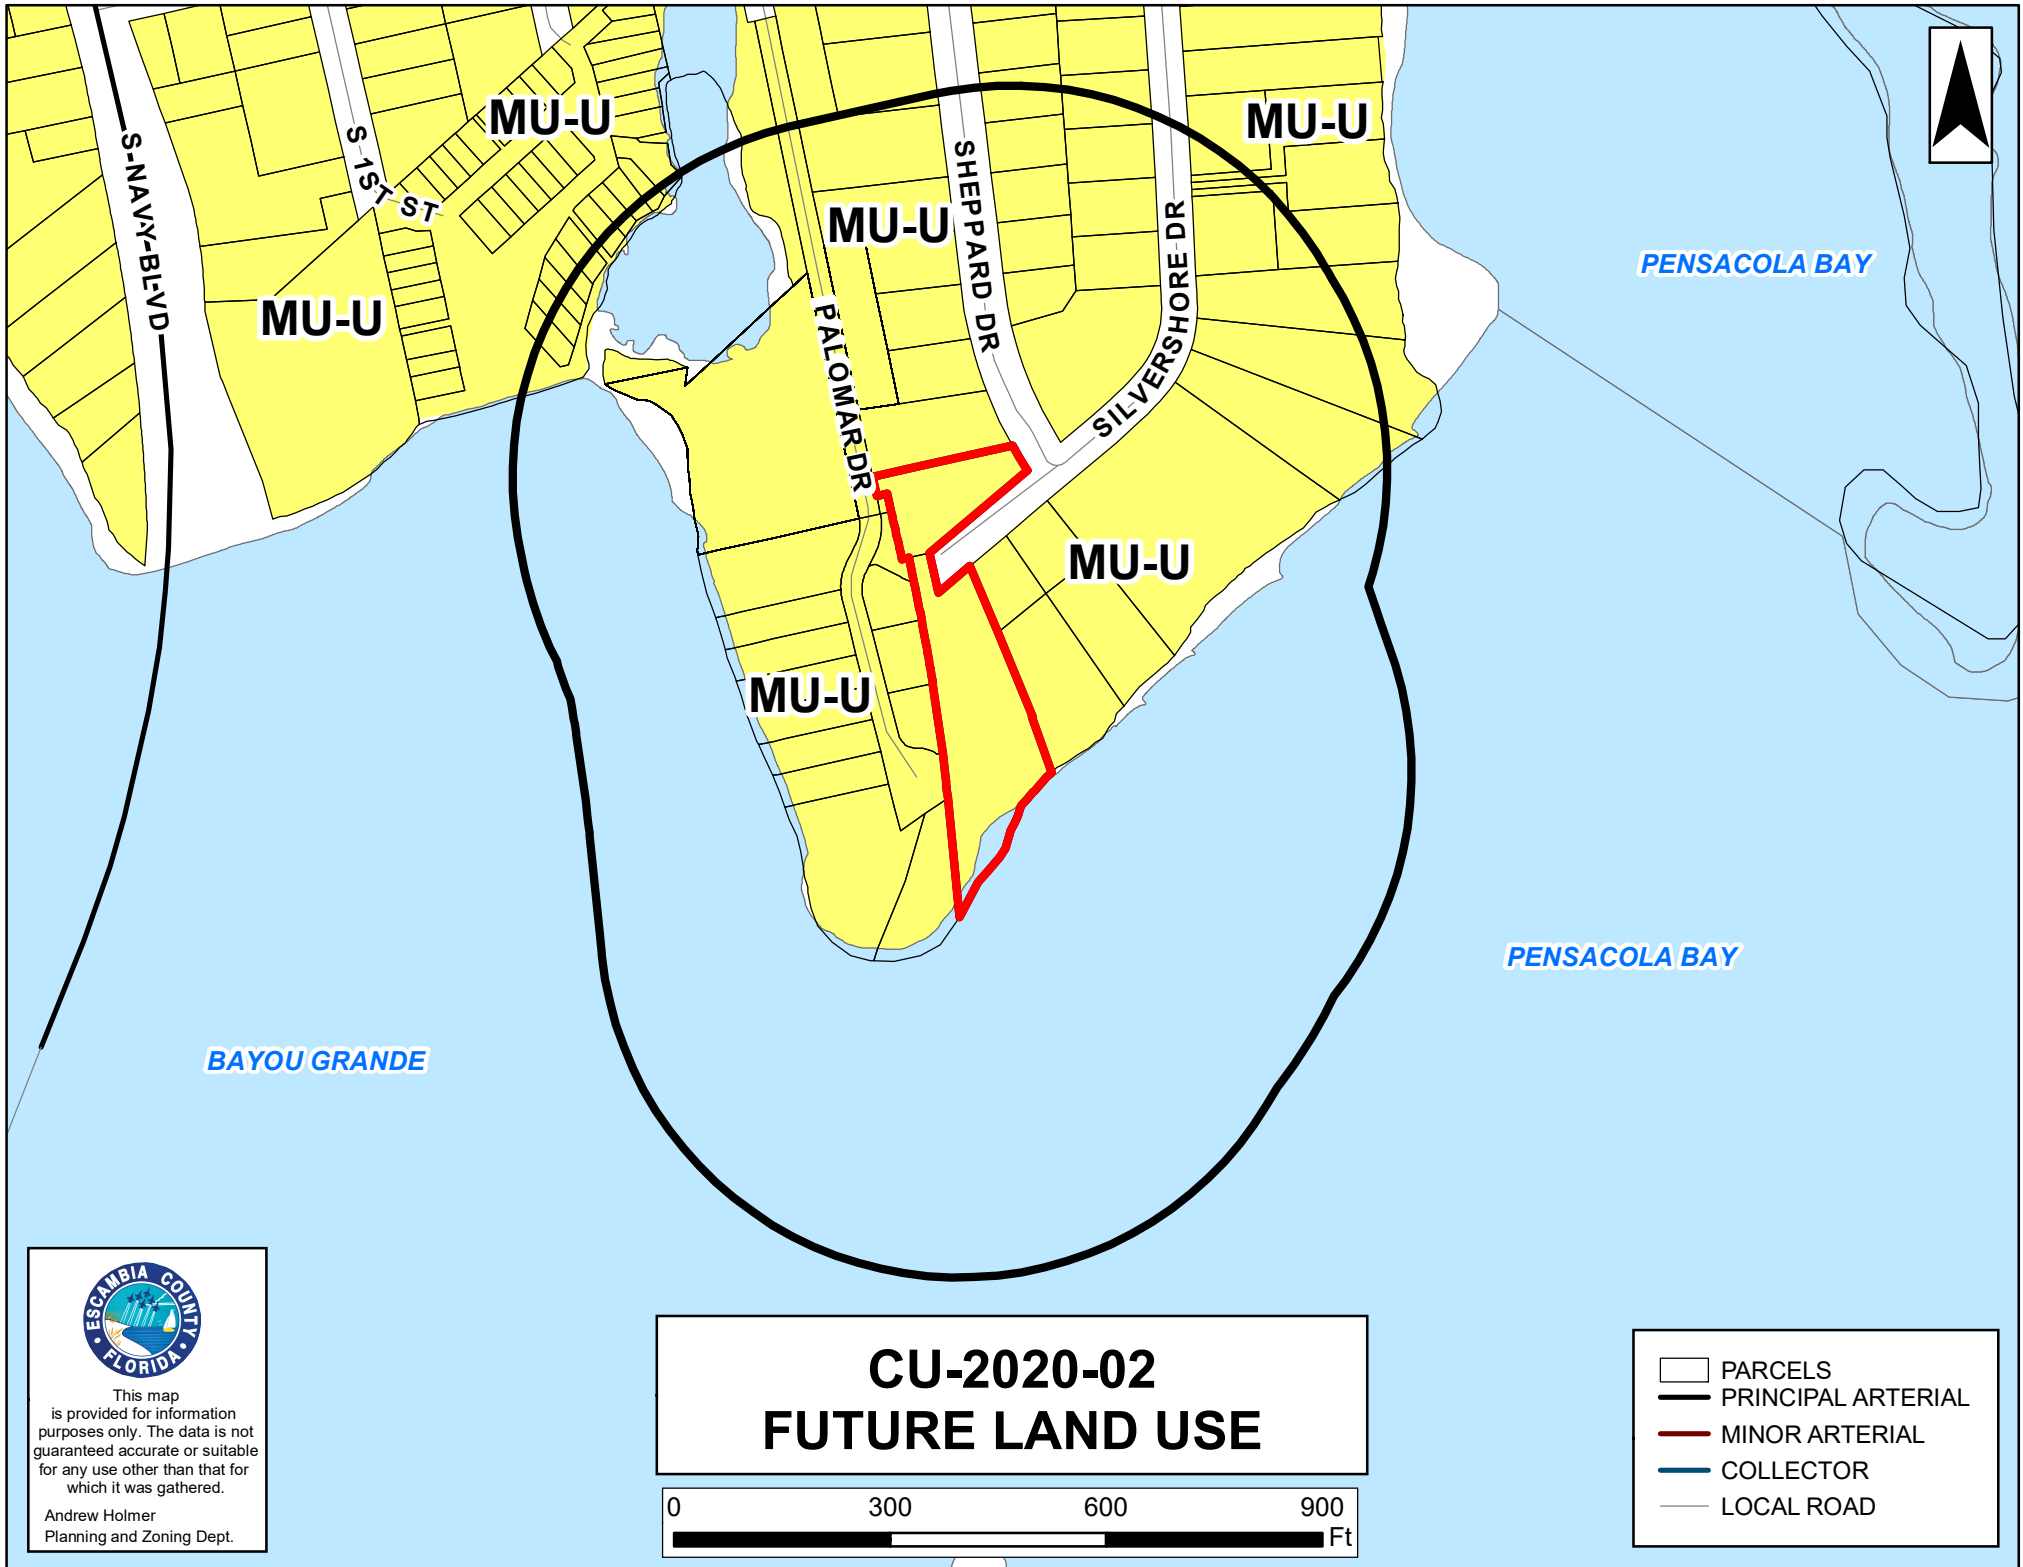 MU-U
MU-U
S 1ST ST
S-NAVY-BLVD
SHEPPARD DR
MU-U
SILVERSHORE DR
PENSACOLA BAY
MU-U
PALOMAR DR
MU-U
MU-U
PENSACOLA BAY
BAYOU GRANDE
ESCAMBIA COUNTY
FLORIDA
This map
is provided for information
purposes only. The data is not
guaranteed accurate or suitable
for any use other than that for
which it was gathered.
Andrew Holmer
Planning and Zoning Dept.
CU-2020-02
FUTURE LAND USE
0 300 600 900
Ft
PARCELS
PRINCIPAL ARTERIAL
MINOR ARTERIAL
COLLECTOR
LOCAL ROAD